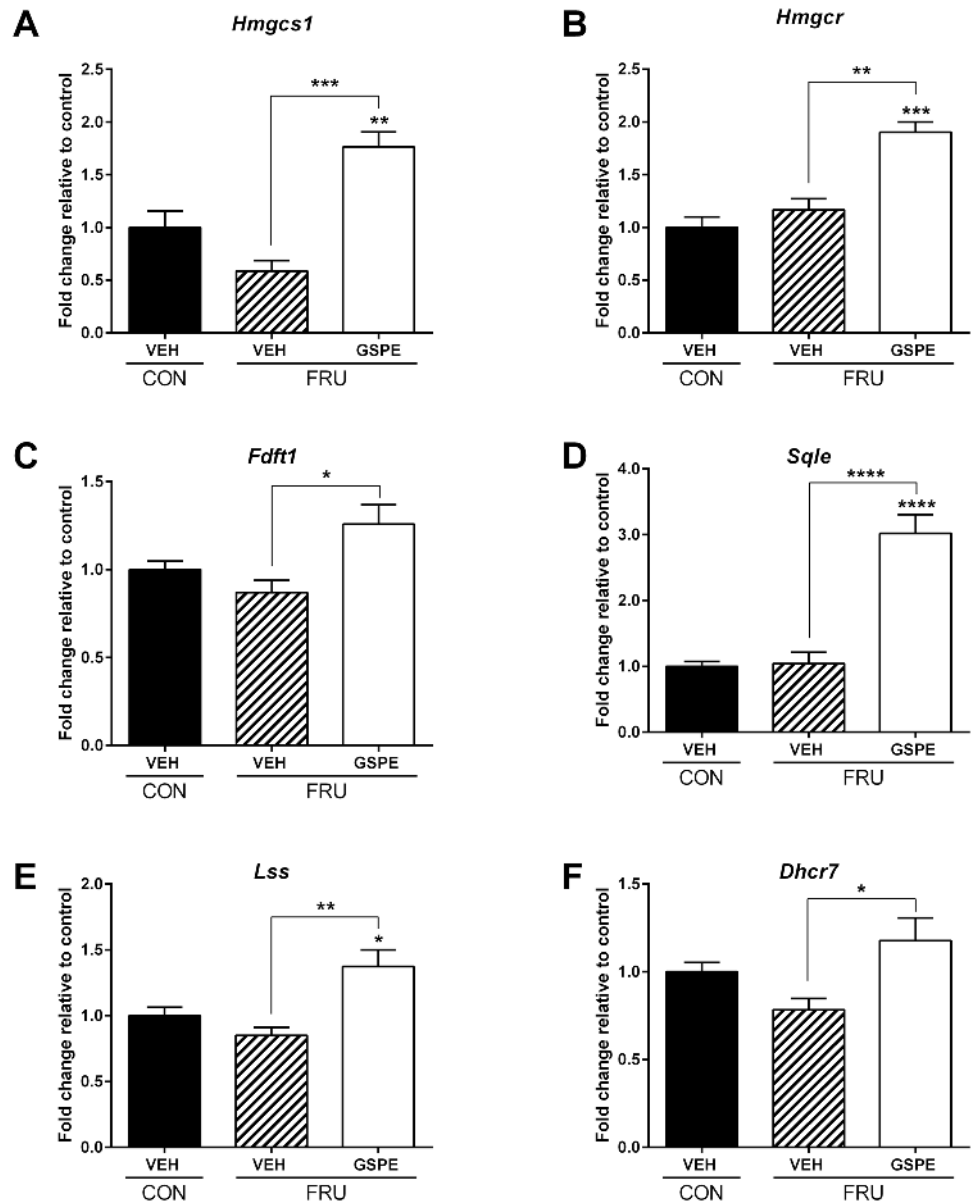 A
Hmgcs1
Fold change relative to control
2.5
2.0
1.5
1.0
0.5
0.0
***
**
VEH VEH GSPE
CON FRU
B
Hmgcr
Fold change relative to control
2.5
2.0
1.5
1.0
0.5
0.0
**
***
VEH VEH GSPE
CON FRU
C
Fdft1
Fold change relative to control
1.5
1.0
0.5
0.0
*
VEH VEH GSPE
CON FRU
D
Sqle
Fold change relative to control
4.0
3.0
2.0
1.0
0.0
****
****
VEH VEH GSPE
CON FRU
E
Lss
Fold change relative to control
2.0
1.5
1.0
0.5
0.0
**
*
VEH VEH GSPE
CON FRU
F
Dhcr7
Fold change relative to control
1.5
1.0
0.5
0.0
*
VEH VEH GSPE
CON FRU